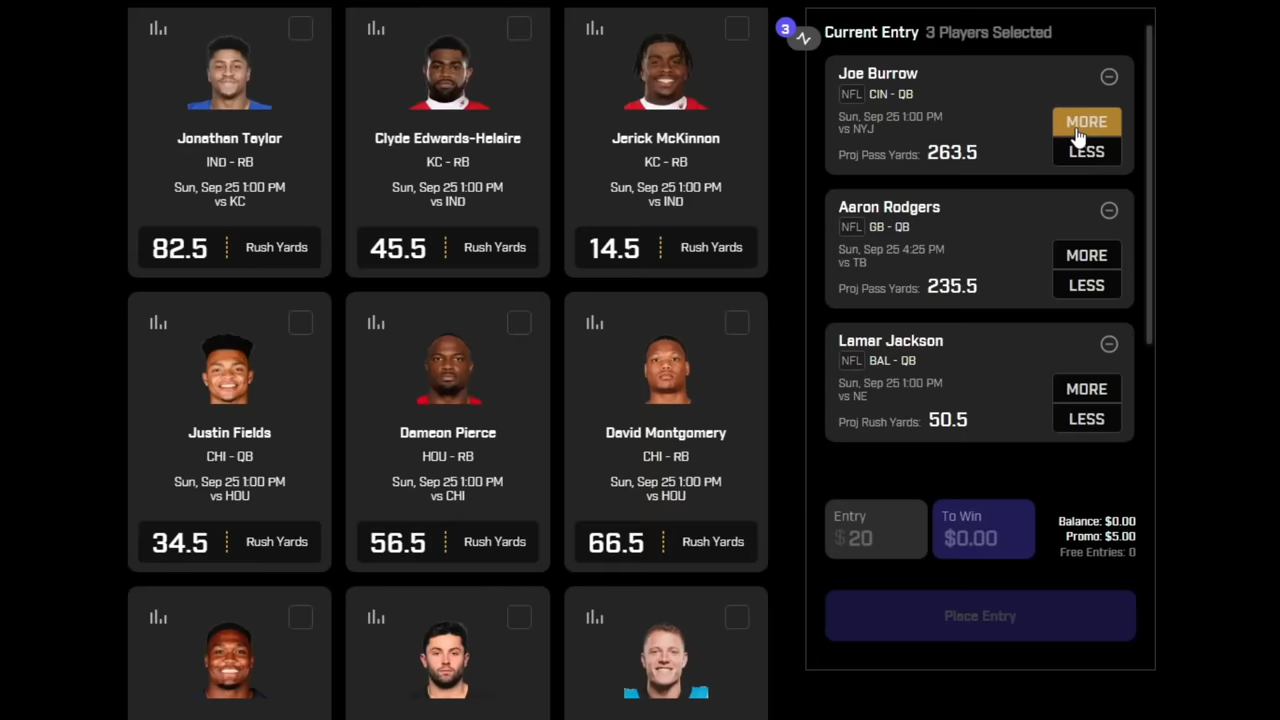 Jonathan Taylor
IND - RB
Sun, Sep 25 1:00 PM
vs KC
82.5 Rush Yards
Clyde Edwards-Helaire
KC - RB
Sun, Sep 25 1:00 PM
vs IND
45.5 Rush Yards
Jerick McKinnon
KC - RB
Sun, Sep 25 1:00 PM
vs IND
14.5 Rush Yards
Justin Fields
CHI - QB
Sun, Sep 25 1:00 PM
vs HOU
34.5 Rush Yards
Dameon Pierce
HOU - RB
Sun, Sep 25 1:00 PM
vs CHI
56.5 Rush Yards
David Montgomery
CHI - RB
Sun, Sep 25 1:00 PM
vs HOU
66.5 Rush Yards
3
Current Entry 3 Players Selected
Joe Burrow
NFL CIN - QB
Sun, Sep 25 1:00 PM
vs NYJ
Proj Pass Yards: 263.5
MORE
LESS
Aaron Rodgers
NFL GB - QB
Sun, Sep 25 4:25 PM
vs TB
Proj Pass Yards: 235.5
MORE
LESS
Lamar Jackson
NFL BAL - QB
Sun, Sep 25 1:00 PM
vs NE
Proj Rush Yards: 50.5
MORE
LESS
Entry
$20
To Win
$0.00
Balance: $0.00
Promo: $5.00
Free Entries: 0
Place Entry